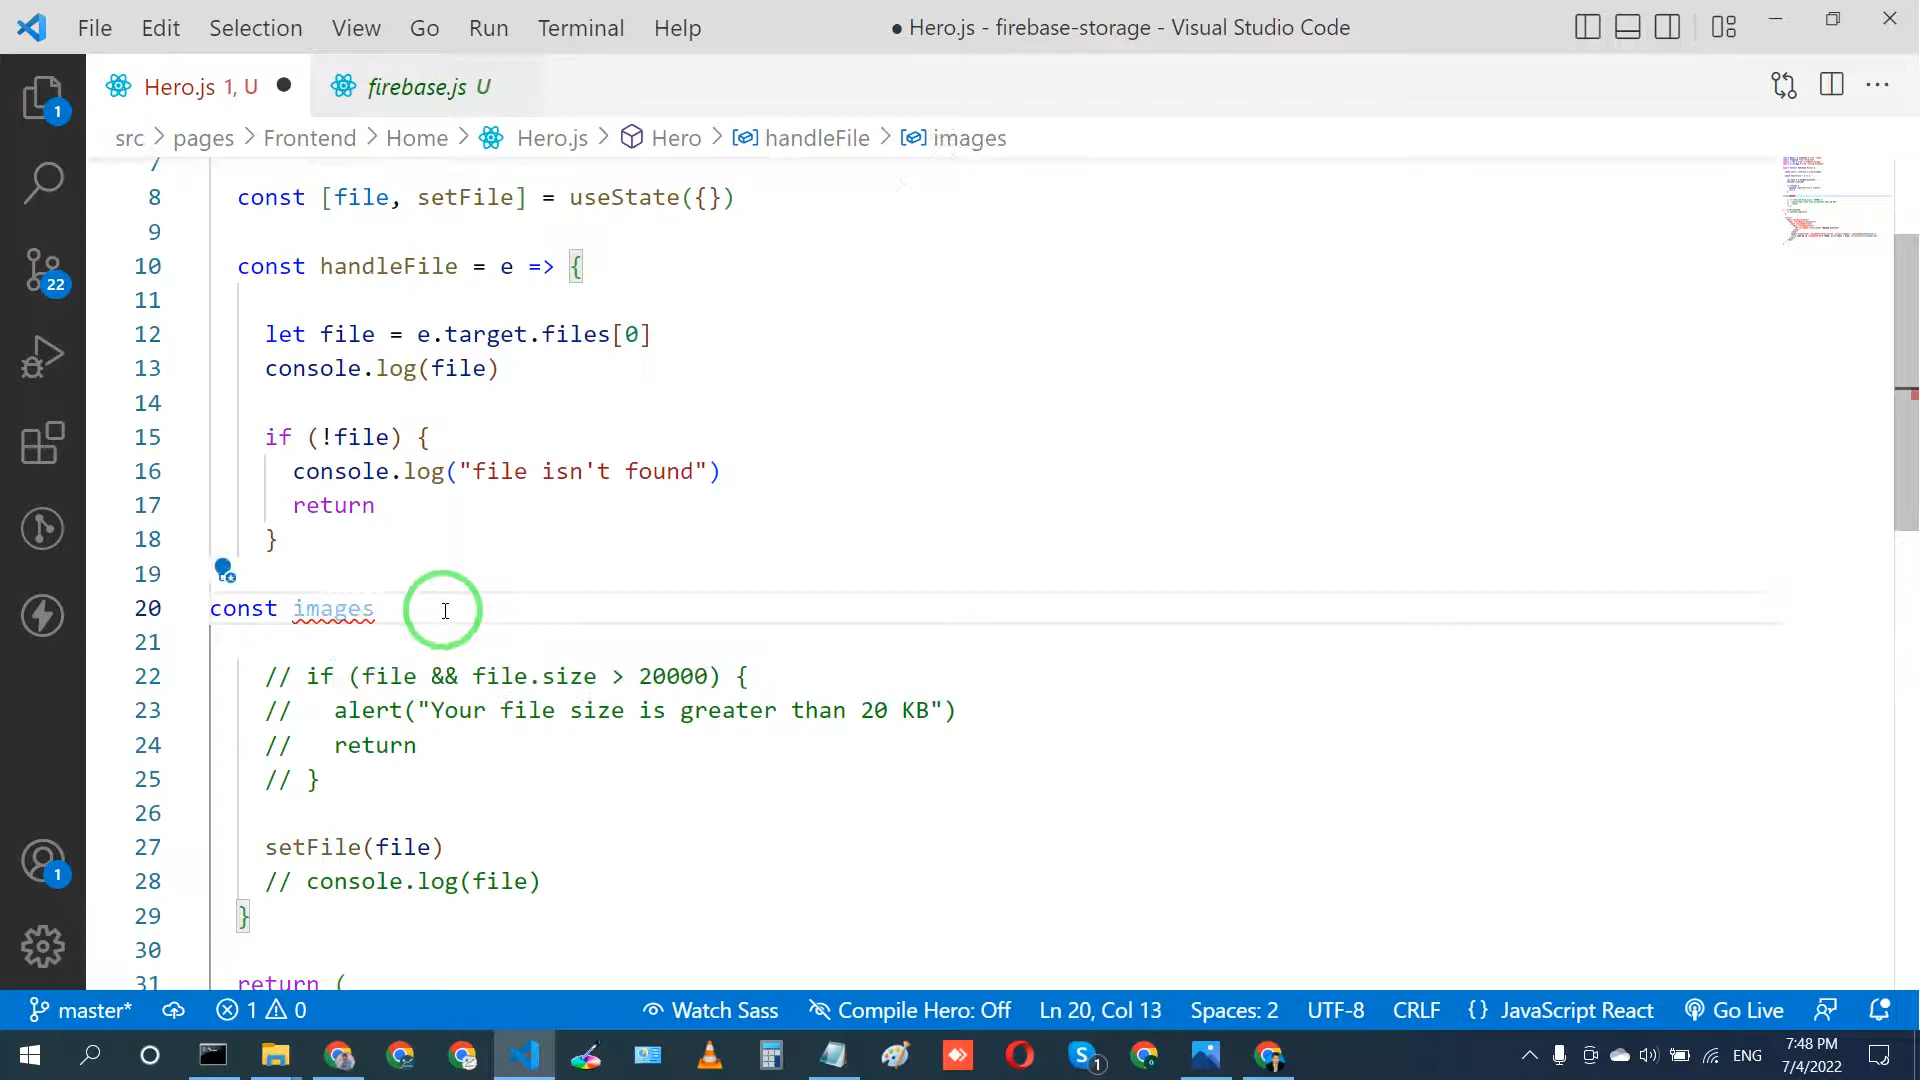 File Edit Selection View Go Run Terminal Help ● Hero.js - firebase-storage - Visual Studio Code
Hero.js 1, U ● firebase.js U
src > pages > Frontend > Home > Hero.js > Hero > handleFile > images
7
8 const [file, setFile] = useState({})
9
10 const handleFile = e => {
11
12 let file = e.target.files[0]
13 console.log(file)
14
15 if (!file) {
16 console.log("file isn't found")
17 return
18 }
19
20 const images
21
22 // if (file && file.size > 20000) {
23 // alert("Your file size is greater than 20 KB")
24 // return
25 // }
26
27 setFile(file)
28 // console.log(file)
29 }
30
31 return (
1
22
1
master* 1 0 Watch Sass Compile Hero: Off Ln 20, Col 13 Spaces: 2 UTF-8 CRLF {} JavaScript React Go Live
1 ENG 7:48 PM
7/4/2022